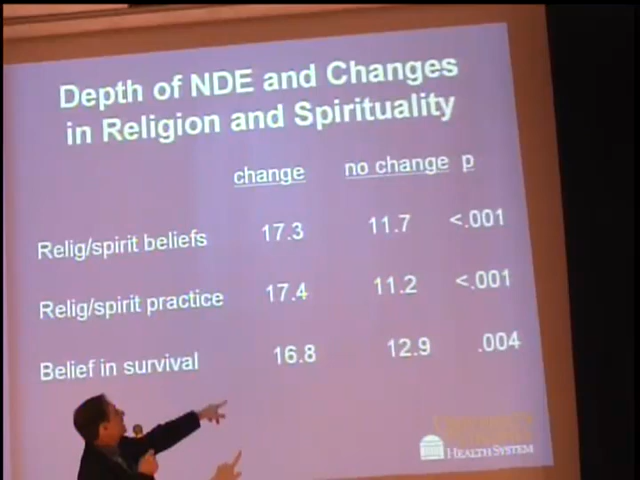 Depth of NDE and Changes
in Religion and Spirituality
change no change p
Relig/spirit beliefs 17.3 11.7 <.001
Relig/spirit practice 17.4 11.2 <.001
Belief in survival 16.8 12.9 .004
HEALTH SYSTEM